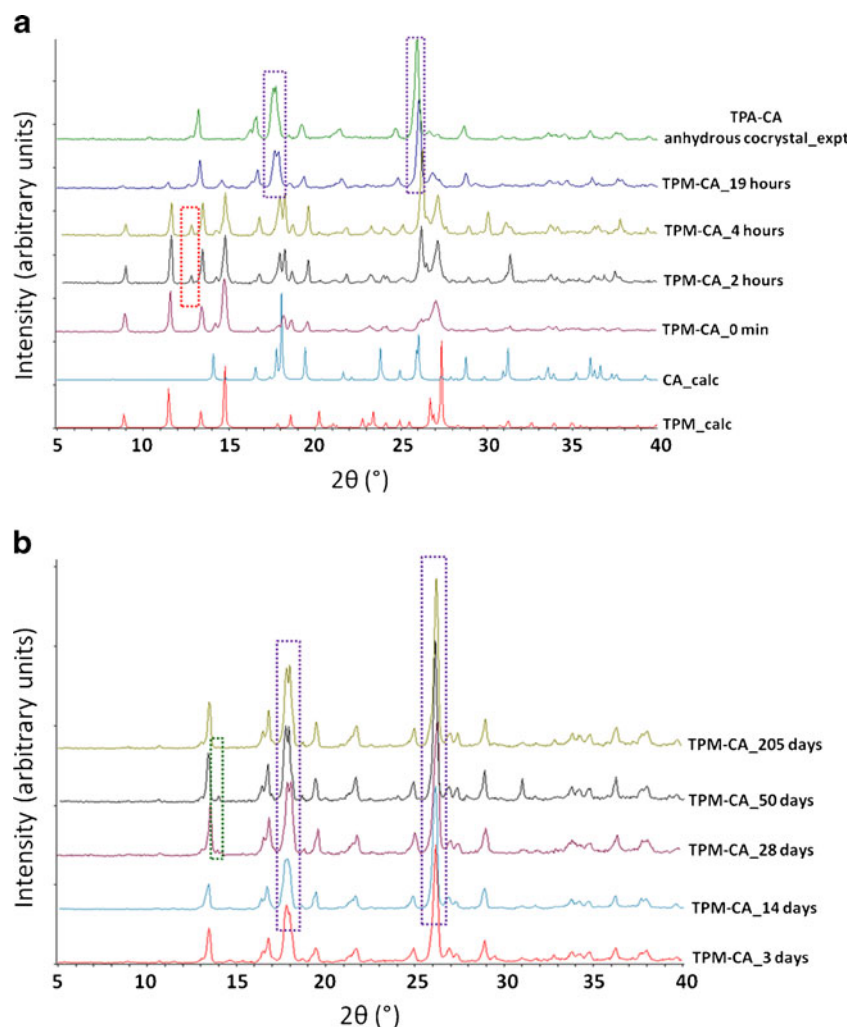 a
Intensity (arbitrary units)
TPA-CA
anhydrous cocrystal_expt
TPM-CA_19 hours
TPM-CA_4 hours
TPM-CA_2 hours
TPM-CA_0 min
CA_calc
TPM_calc
5 10 15 20 25 30 35 40
2θ (°)
b
Intensity (arbitrary units)
TPM-CA_205 days
TPM-CA_50 days
TPM-CA_28 days
TPM-CA_14 days
TPM-CA_3 days
5 10 15 20 25 30 35 40
2θ (°)